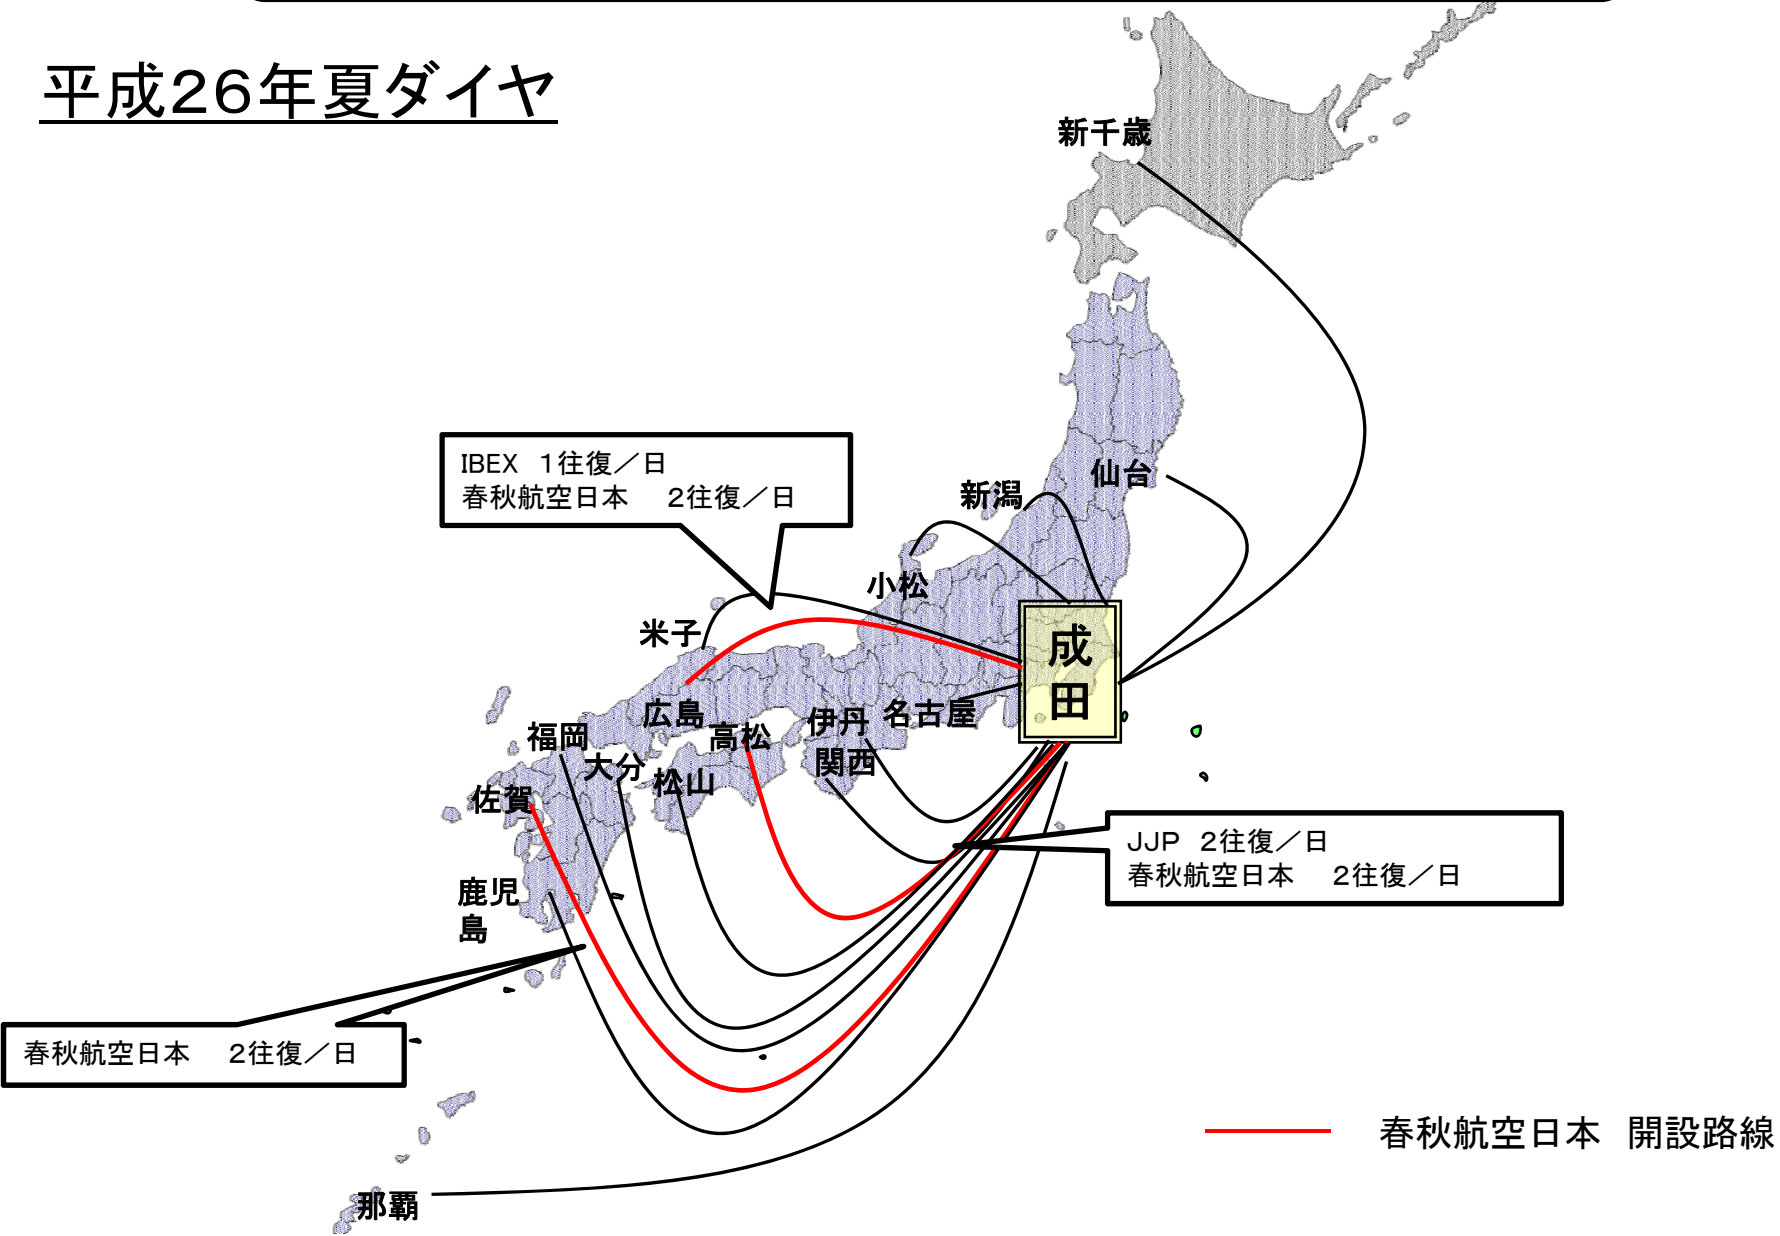 平成２６年夏ダイヤ
新千歳
IBEX １往復／日
春秋航空日本 ２往復／日
仙台
新潟
小松
米子
成
田
広島
高松
伊丹
名古屋
福岡
大分
松山
関西
佐賀
JJP ２往復／日
春秋航空日本 ２往復／日
鹿児
島
春秋航空日本 ２往復／日
春秋航空日本 開設路線
那覇